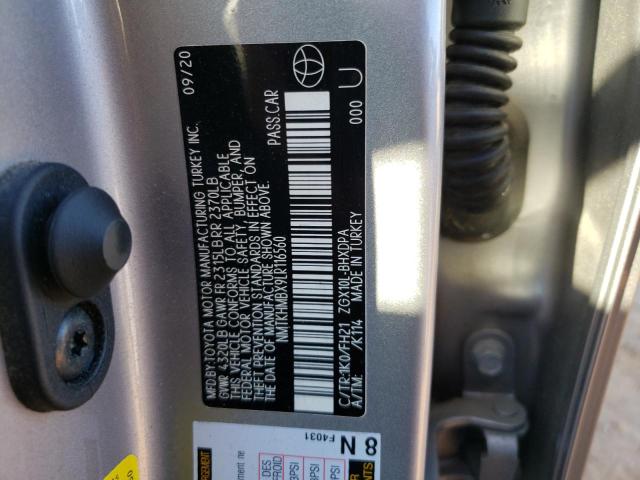 MFD.BY:TOYOTA MOTOR MANUFACTURING TURKEY INC. 09/20
GVWR 4320LB GAWR FR 2315LB RR 2370LB
THIS VEHICLE CONFORMS TO ALL APPLICABLE
FEDERAL MOTOR VEHICLE SAFETY, BUMPER, AND
THEFT PREVENTION STANDARDS IN EFFECT ON
THE DATE OF MANUFACTURE SHOWN ABOVE.
NMTKHMBX9LR116560 PASS.CAR
C/TR:1K0/FH21 ZGX10L-BHXDPA 000 U
A/TM: /K114 MADE IN TURKEY
8 N F4031